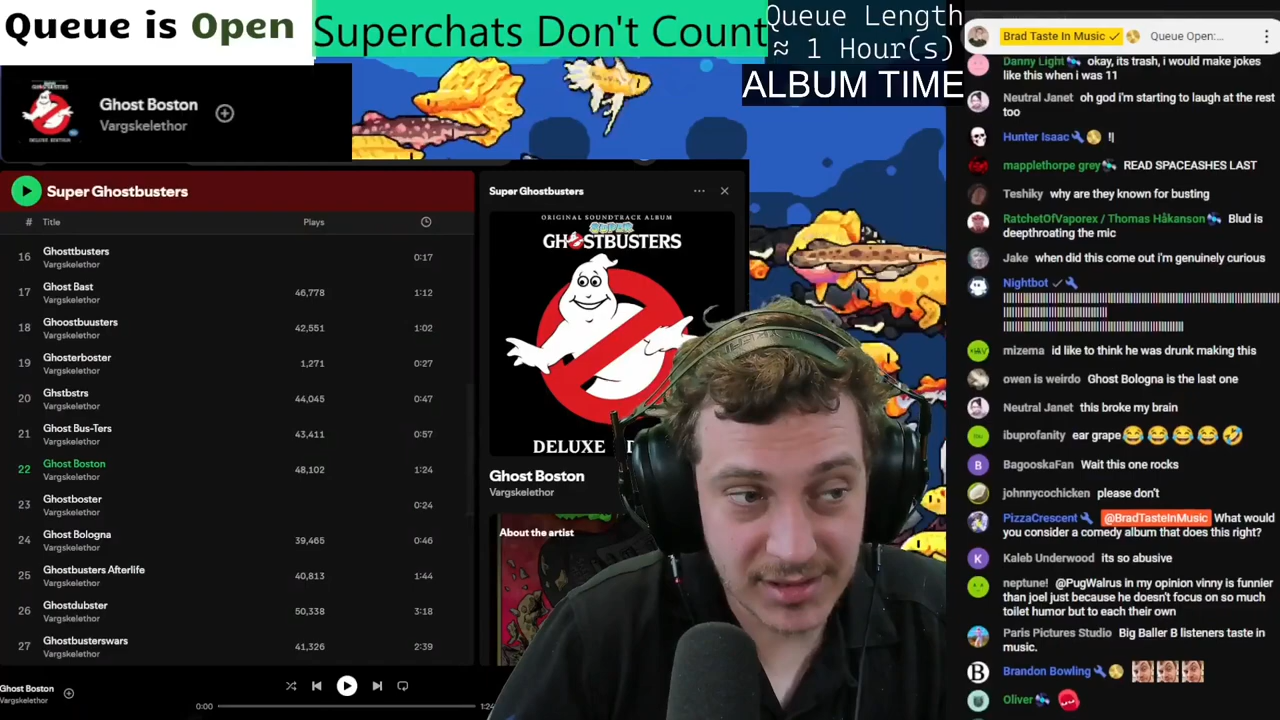 Queue is Open
Superchats Don't Count
Queue Length
≈ 1 Hour(s)
ALBUM TIME
Ghost Boston
Vargskelethor
Super Ghostbusters
# Title Plays
16 Ghosttbusters 0:17
Vargskelethor
17 Ghost Bast 46,778 1:12
Vargskelethor
18 Ghoostbuusters 42,551 1:02
Vargskelethor
19 Ghosterboster 1,271 0:27
Vargskelethor
20 Ghstbstrs 44,045 0:47
Vargskelethor
21 Ghost Bus-Ters 43,411 0:57
Vargskelethor
22 Ghost Boston 48,102 1:24
Vargskelethor
23 Ghostboster 0:24
Vargskelethor
24 Ghost Bologna 39,465 0:46
Vargskelethor
25 Ghostbusters Afterlife 40,813 1:44
Vargskelethor
26 Ghostdubster 50,338 3:18
Vargskelethor
27 Ghostbusterswars 41,326 2:39
Vargskelethor
Ghost Boston
Vargskelethor
0:00
1:24
Super Ghostbusters
ORIGINAL SOUNDTRACK ALBUM
SUPER
GHOSTBUSTERS
DELUXE
Ghost Boston
Vargskelethor
About the artist
Brad Taste In Music Queue Open:...
Danny Light okay, its trash, i would make jokes
like this when i was 11
Neutral Janet oh god i'm starting to laugh at the rest
too
Hunter Isaac !|
mapplethorpe grey READ SPACEASHES LAST
Teshiky why are they known for busting
RatchetOfVaporex / Thomas Håkanson Blud is
deepthroating the mic
Jake when did this come out i'm genuinely curious
Nightbot
mizema id like to think he was drunk making this
owen is weirdo Ghost Bologna is the last one
Neutral Janet this broke my brain
ibuprofanity ear grape😂😂😂😂🤣
BagooskaFan Wait this one rocks
johnnycochicken please don't
PizzaCrescent @BradTasteInMusic What would
you consider a comedy album that does this right?
Kaleb Underwood its so abusive
neptune! @PugWalrus in my opinion vinny is funnier
than joel just because he doesn't focus on so much
toilet humor but to each their own
Paris Pictures Studio Big Baller B listeners taste in
music.
Brandon Bowling
Oliver